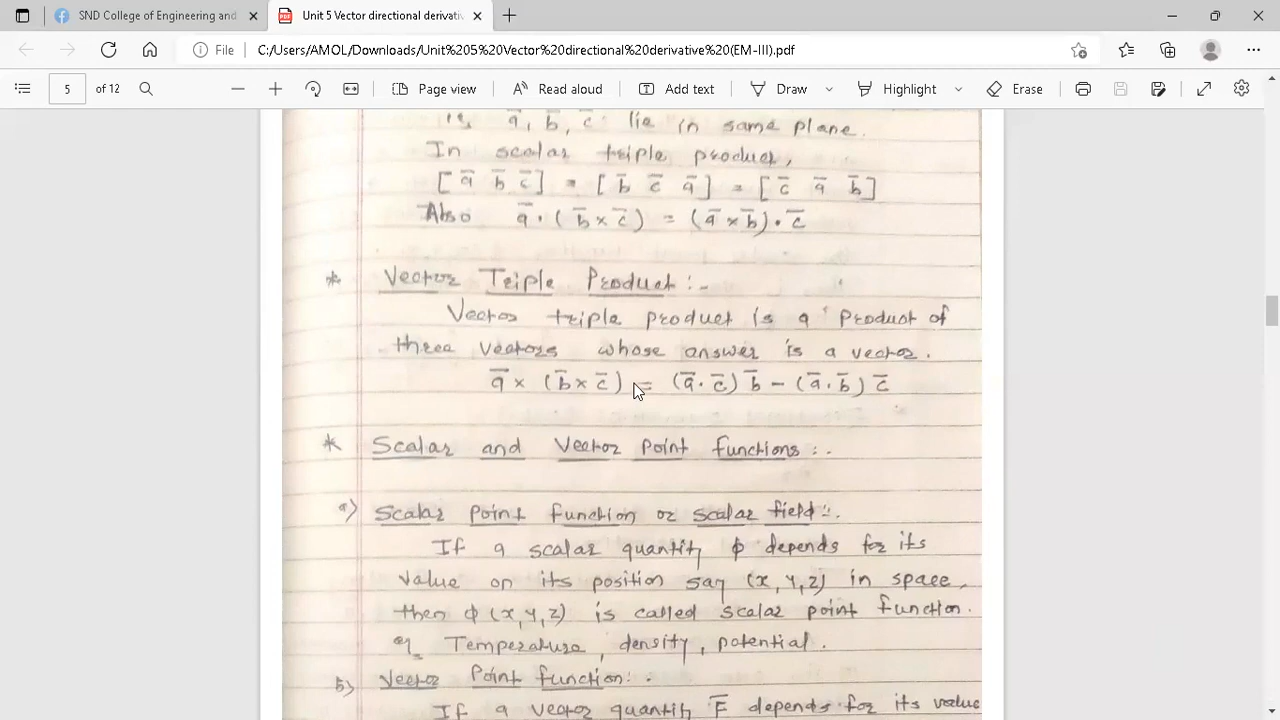 SND College of Engineering and
Unit 5 Vector directional derivativ
File
C:/Users/AMOL/Downloads/Unit%205%20Vector%20directional%20derivative%20(EM-III).pdf
5 of 12
Page view
Read aloud
Add text
Draw
Highlight
Erase
a̅, b̅, c̅ lie in same plane.
In scalar triple product,
[a̅ b̅ c̅] = [b̅ c̅ a̅] = [c̅ a̅ b̅]
Also a̅ · (b̅ × c̅) = (a̅ × b̅) · c̅
* Vector Triple Product :-
Vector triple product is a product of
three vectors whose answer is a vector.
a̅ × (b̅ × c̅) = (a̅ · c̅) b̅ - (a̅ · b̅) c̅
* Scalar and Vector Point functions :-
a) Scalar Point function or scalar field :-
If a scalar quantity ϕ depends for its
value on its position say (x, y, z) in space,
then ϕ (x, y, z) is called scalar point function.
eg. Temperature, density, potential.
b) Vector Point function :-
If a vector quantity F̅ depends for its value